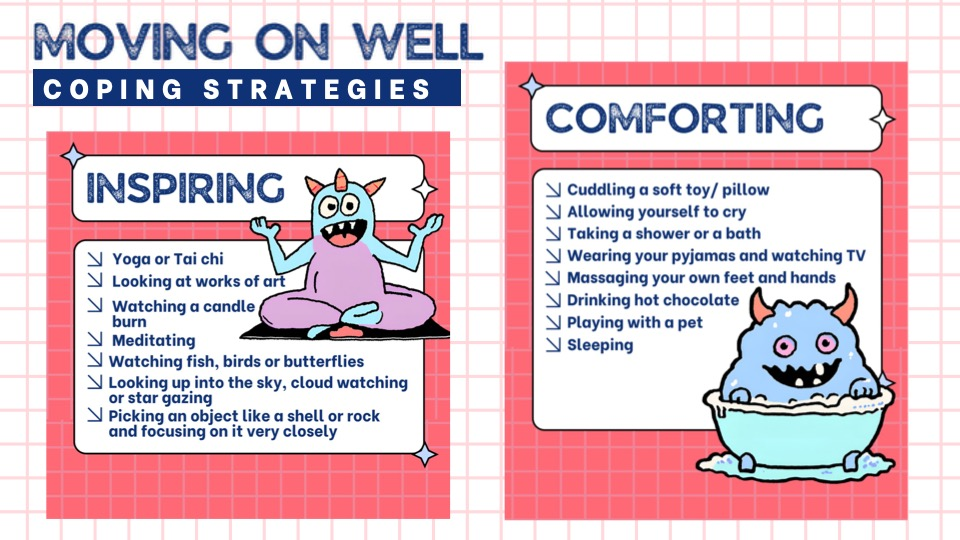 MOVING ON WELL
COPING STRATEGIES
INSPIRING
Yoga or Tai chi
Looking at works of art
Watching a candle
burn
Meditating
Watching fish, birds or butterflies
Looking up into the sky, cloud watching
or star gazing
Picking an object like a shell or rock
and focusing on it very closely
COMFORTING
Cuddling a soft toy/ pillow
Allowing yourself to cry
Taking a shower or a bath
Wearing your pyjamas and watching TV
Massaging your own feet and hands
Drinking hot chocolate
Playing with a pet
Sleeping